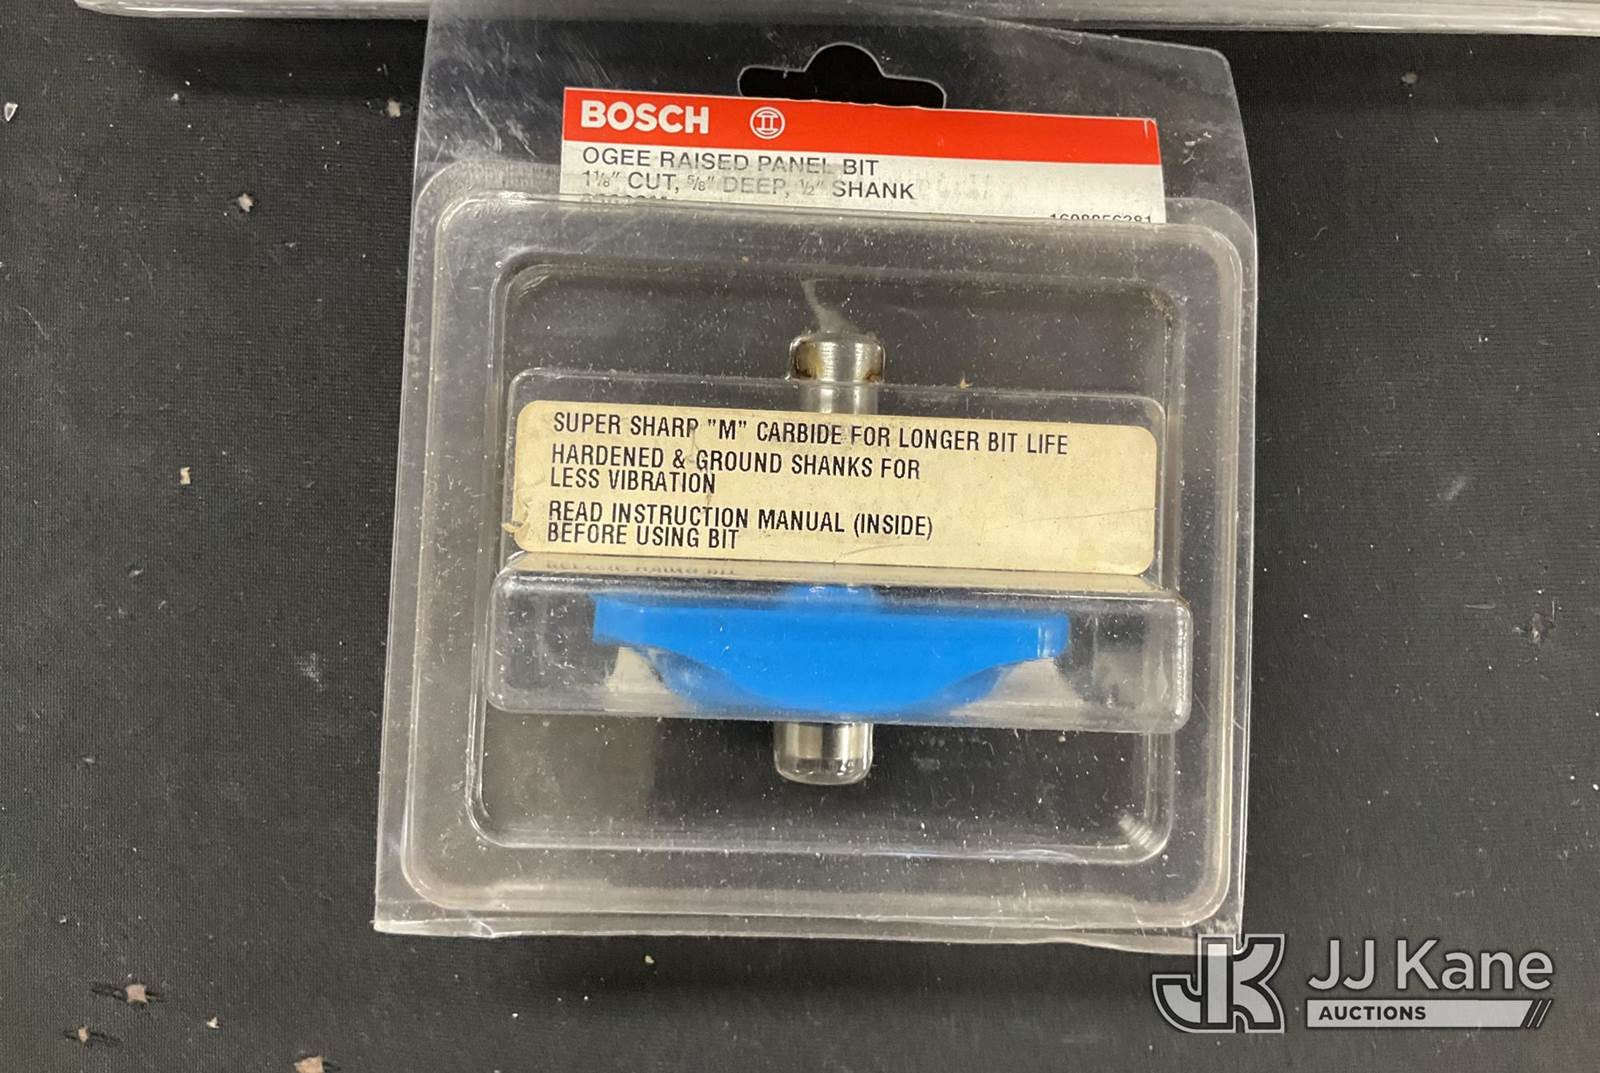 BOSCH
OGEE RAISED PANEL BIT
1⅛" CUT, ⅝" DEEP, ½" SHANK
SUPER SHARP "M" CARBIDE FOR LONGER BIT LIFE
HARDENED & GROUND SHANKS FOR
LESS VIBRATION
READ INSTRUCTION MANUAL (INSIDE)
BEFORE USING BIT
JK JJ Kane
AUCTIONS